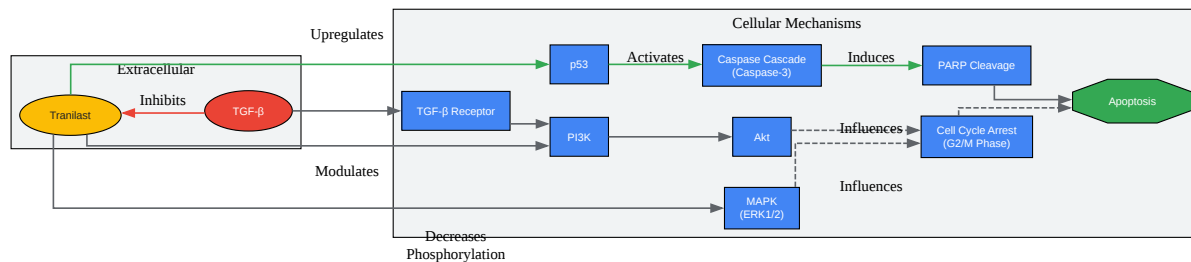 Cellular Mechanisms
Upregulates
Extracellular
p53
Activates
Caspase Cascade
(Caspase-3)
Induces
PARP Cleavage
Tranilast
Inhibits
TGF-β
TGF-β Receptor
PI3K
Akt
Influences
Cell Cycle Arrest
(G2/M Phase)
Apoptosis
Modulates
Influences
MAPK
(ERK1/2)
Decreases
Phosphorylation